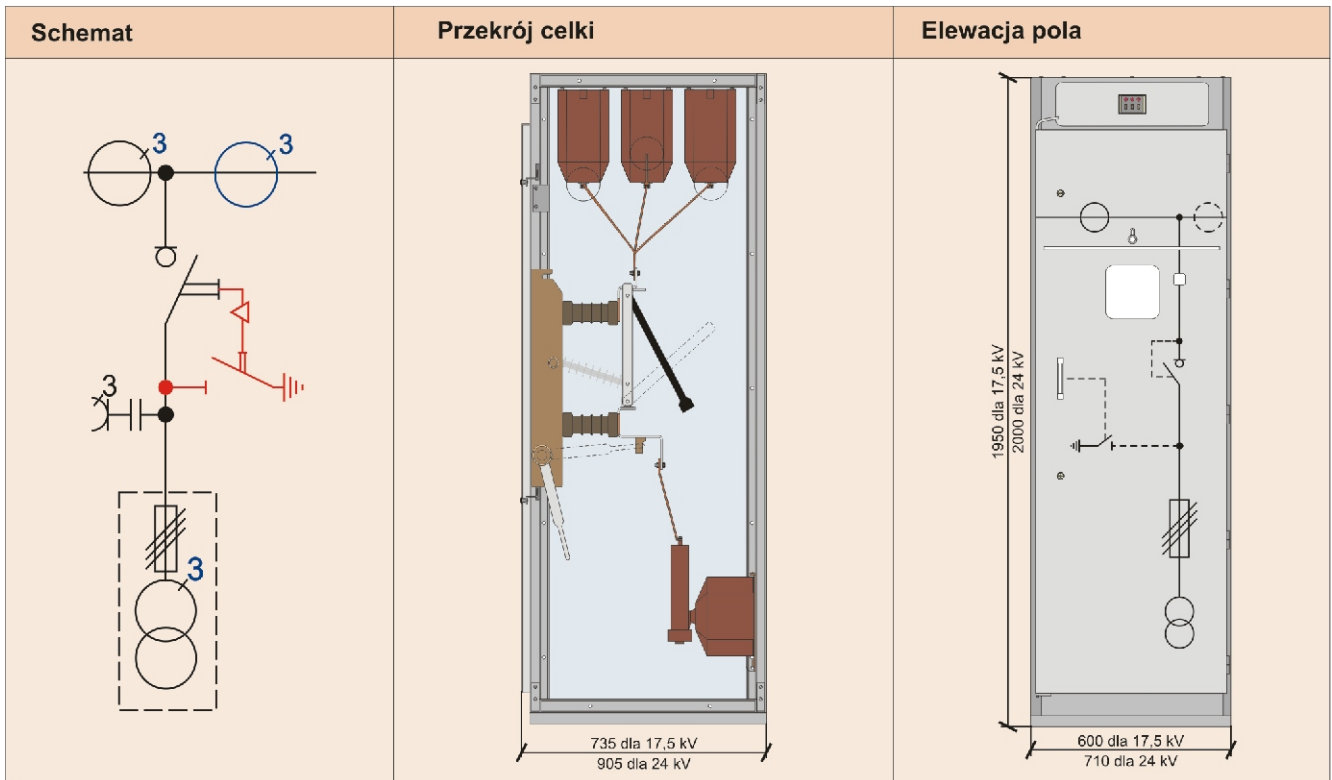 Schemat
Przekrój celki
Elewacja pola
3
3
3
3
1950 dla 17,5 kV
2000 dla 24 kV
735 dla 17,5 kV
905 dla 24 kV
600 dla 17,5 kV
710 dla 24 kV